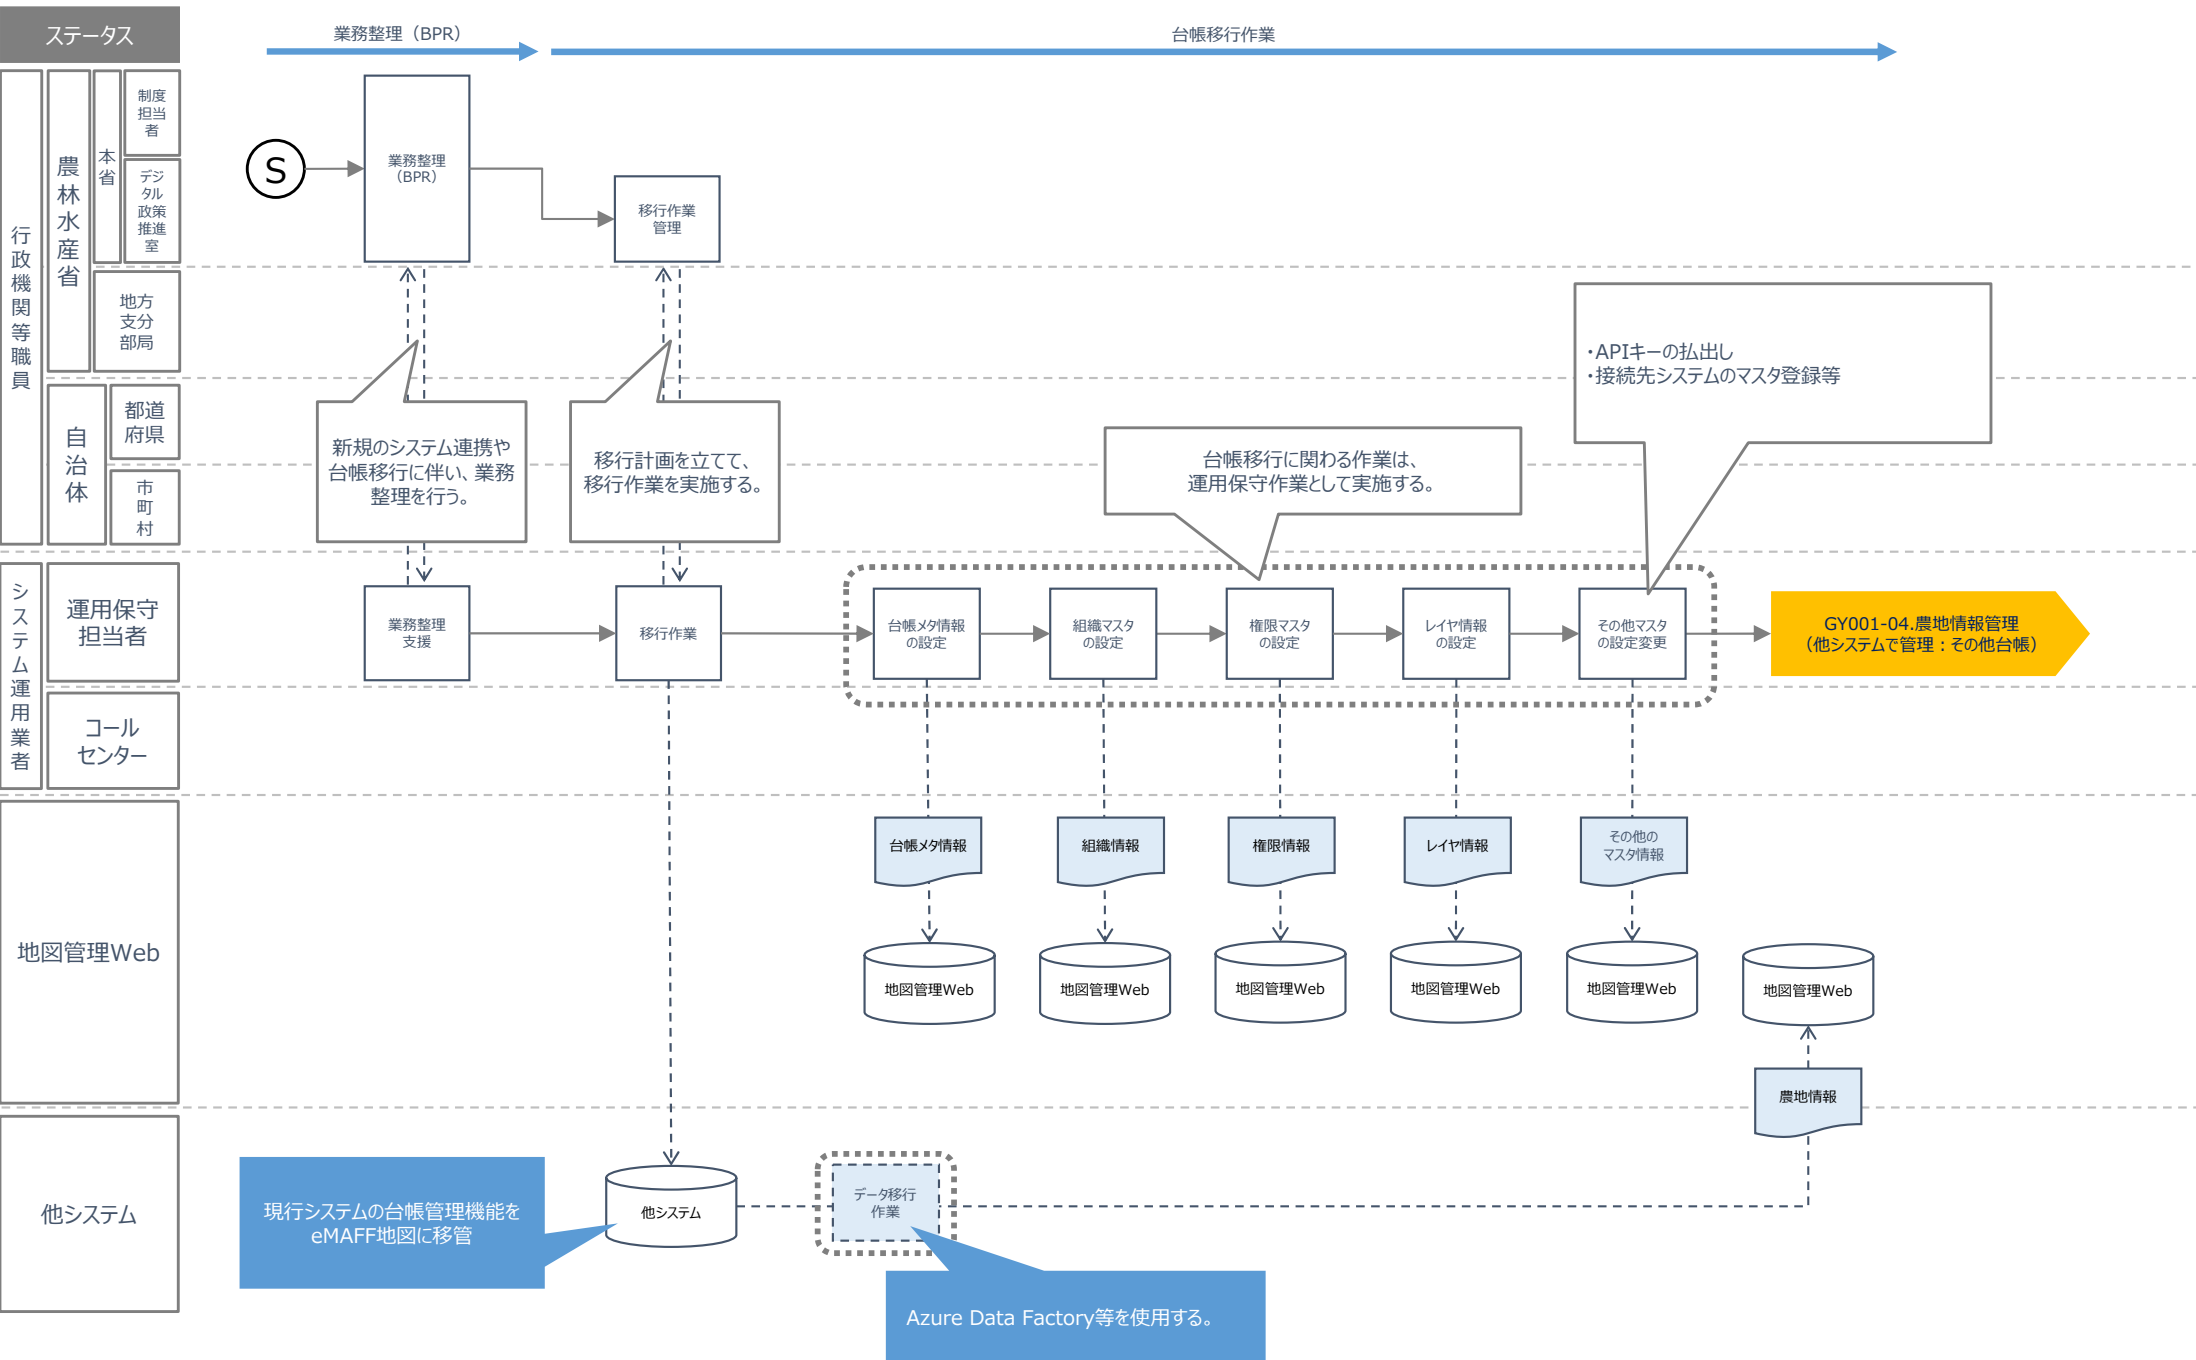 ステータス
業務整理（BPR）
台帳移行作業
行政機関等職員
農林水産省
本省
制度
担当
者
デジ
タル
政策
推進
室
地方
支分
部局
自治体
都道
府県
市町村
システム運用業者
運用保守
担当者
コール
センター
地図管理Web
他システム
S
業務整理
（BPR）
移行作業
管理
新規のシステム連携や
台帳移行に伴い、業務
整理を行う。
移行計画を立てて、
移行作業を実施する。
台帳移行に関わる作業は、
運用保守作業として実施する。
・APIキーの払出し
・接続先システムのマスタ登録等
業務整理
支援
移行作業
台帳メタ情報
の設定
組織マスタ
の設定
権限マスタ
の設定
レイヤ情報
の設定
その他マスタ
の設定変更
GY001-04.農地情報管理
（他システムで管理：その他台帳）
台帳メタ情報
組織情報
権限情報
レイヤ情報
その他の
マスタ情報
地図管理Web
地図管理Web
地図管理Web
地図管理Web
地図管理Web
地図管理Web
農地情報
現行システムの台帳管理機能を
eMAFF地図に移管
他システム
データ移行
作業
Azure Data Factory等を使用する。